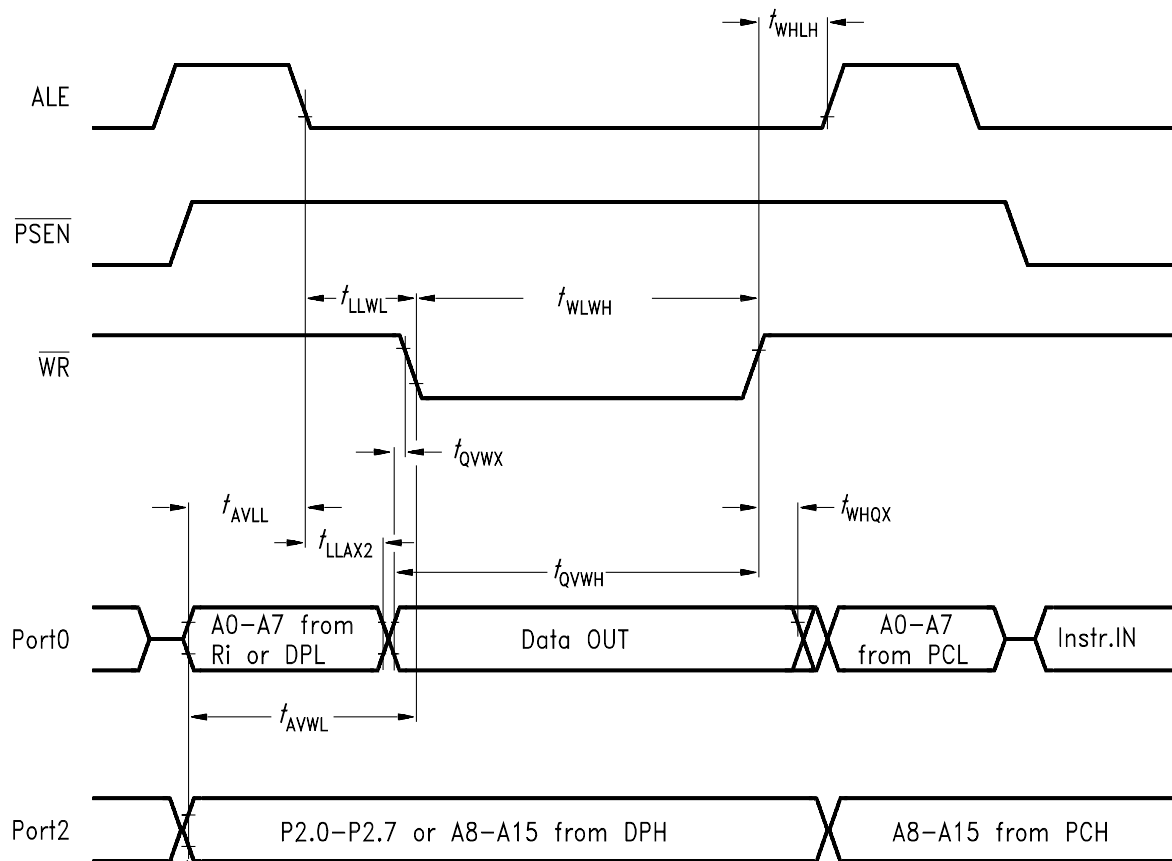 tWHLH
ALE
PSEN
tLLWL
tWLWH
WR
tQVWX
tAVLL
tWHQX
tLLAX2
tQVWH
Port0
A0-A7 from
Ri or DPL
Data OUT
A0-A7
from PCL
Instr.IN
tAVWL
Port2
P2.0-P2.7 or A8-A15 from DPH
A8-A15 from PCH